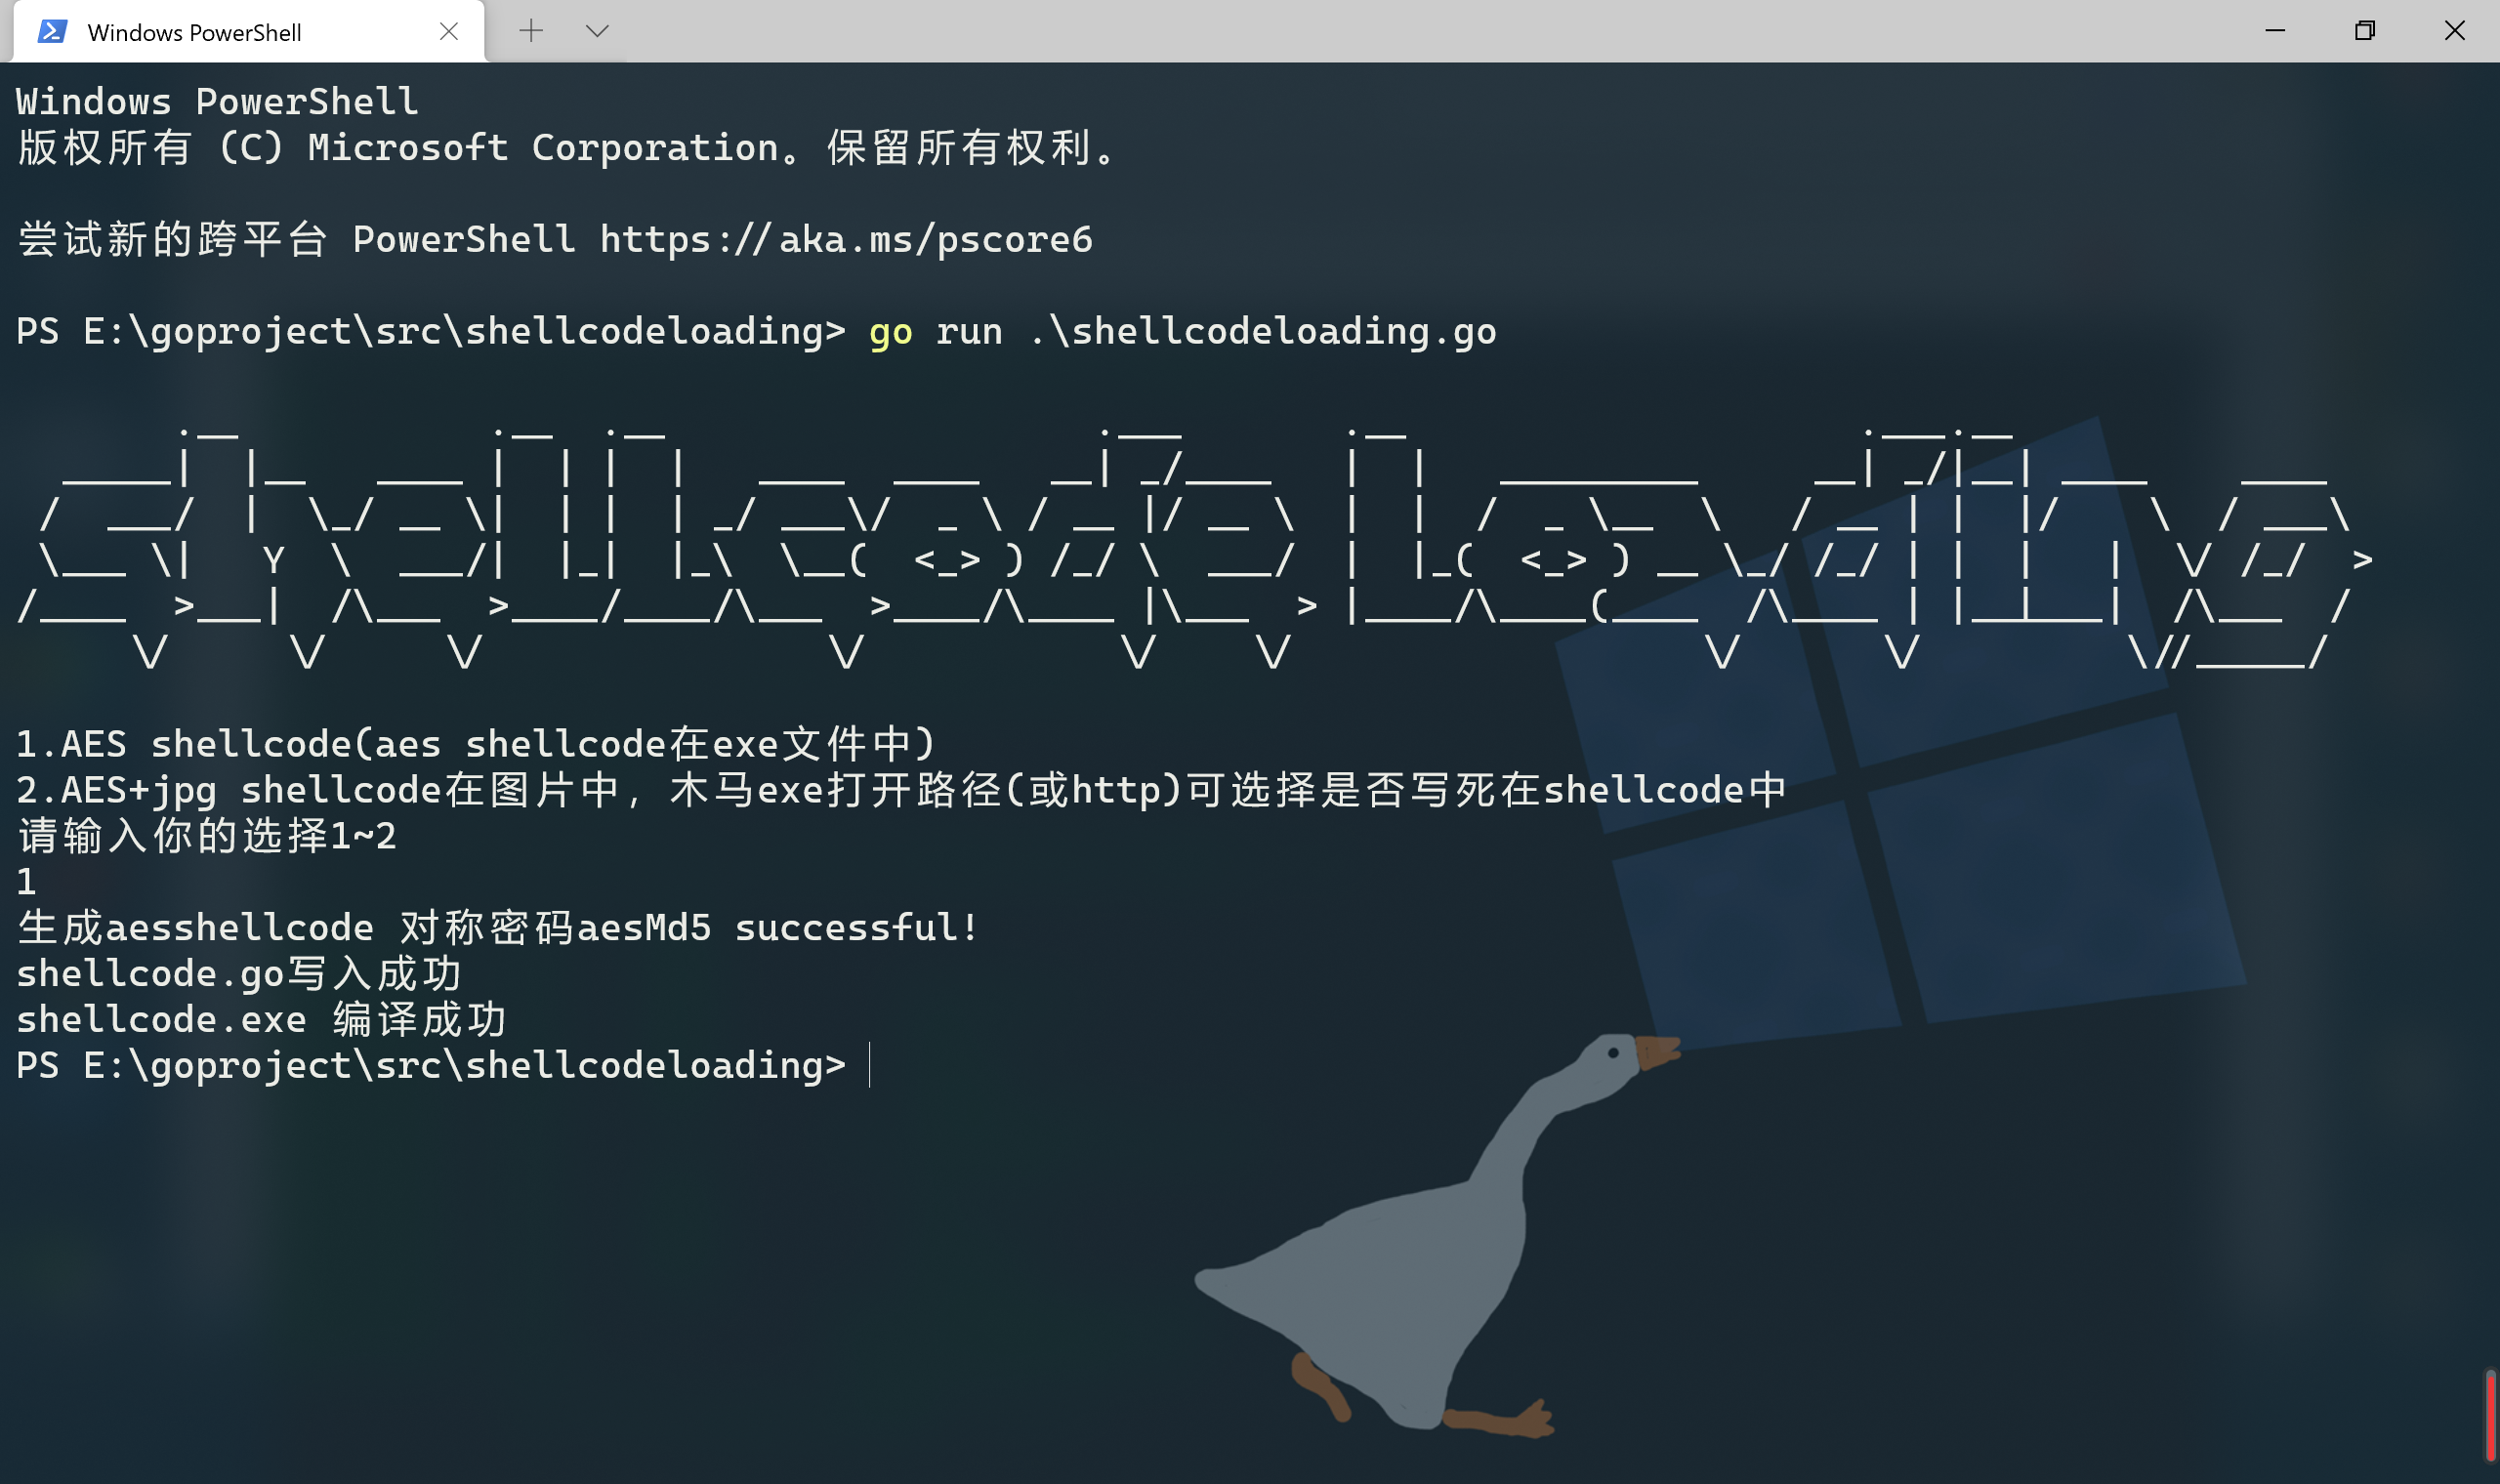 Windows PowerShell
Windows PowerShell
版权所有 (C) Microsoft Corporation。保留所有权利。
尝试新的跨平台 PowerShell https://aka.ms/pscore6
PS E:\goproject\src\shellcodeloading> go run .\shellcodeloading.go
shellcode loading
1.AES shellcode(aes shellcode在exe文件中)
2.AES+jpg shellcode在图片中, 木马exe打开路径(或http)可选择是否写死在shellcode中
请输入你的选择1~2
1
生成aesshellcode 对称密码aesMd5 successful!
shellcode.go写入成功
shellcode.exe 编译成功
PS E:\goproject\src\shellcodeloading>